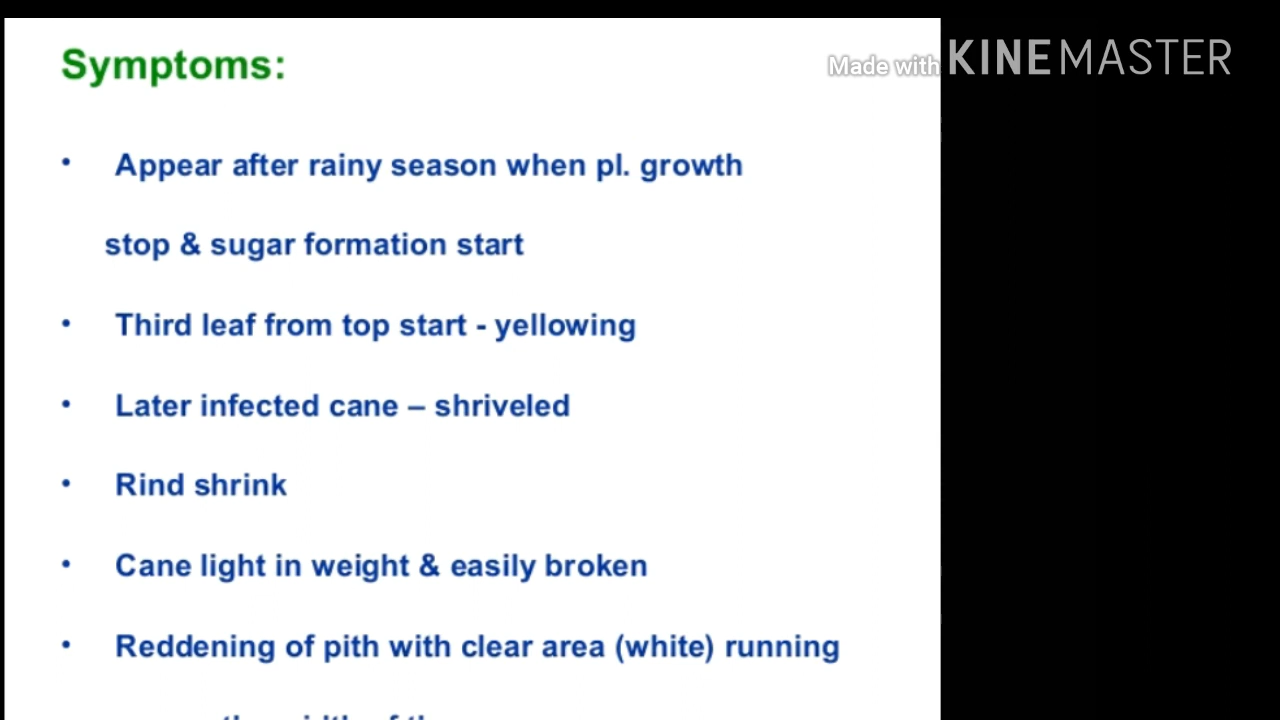 Symptoms:
Made with KINEMASTER
• Appear after rainy season when pl. growth
stop & sugar formation start
• Third leaf from top start - yellowing
• Later infected cane – shriveled
• Rind shrink
• Cane light in weight & easily broken
• Reddening of pith with clear area (white) running